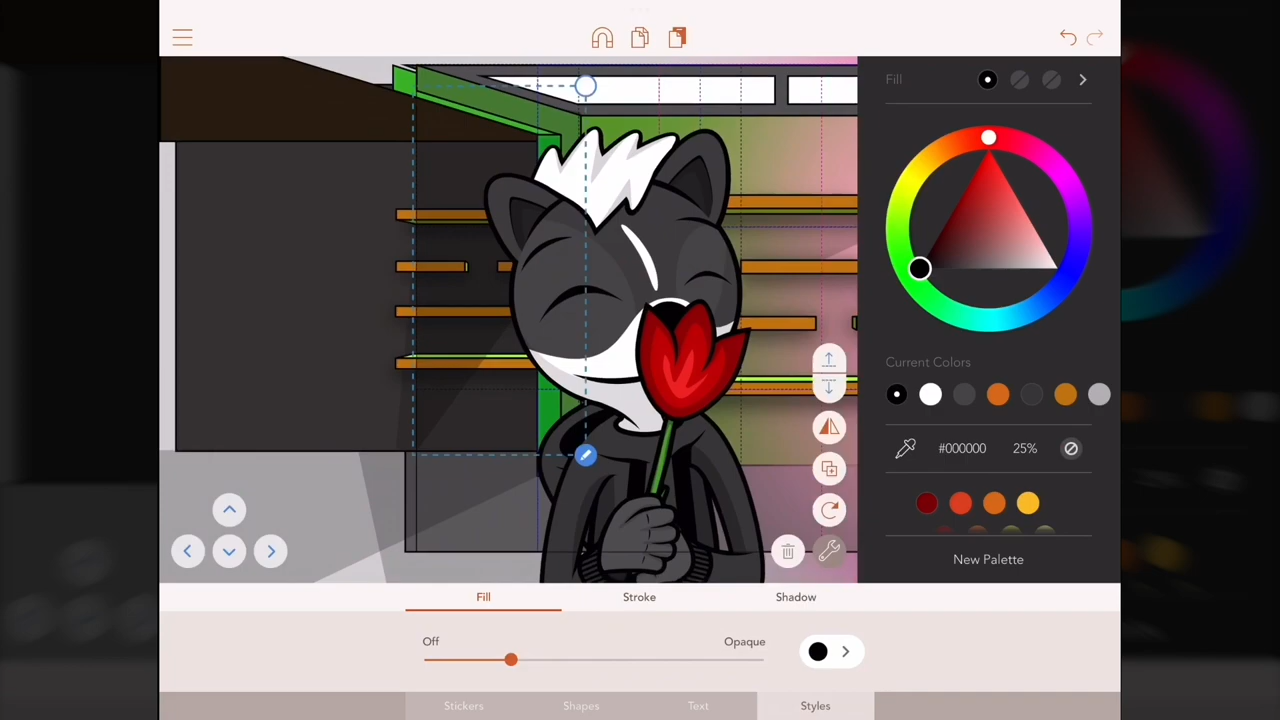 Fill
Current Colors
#000000 25%
New Palette
Fill Stroke Shadow
Off Opaque
Stickers Shapes Text Styles